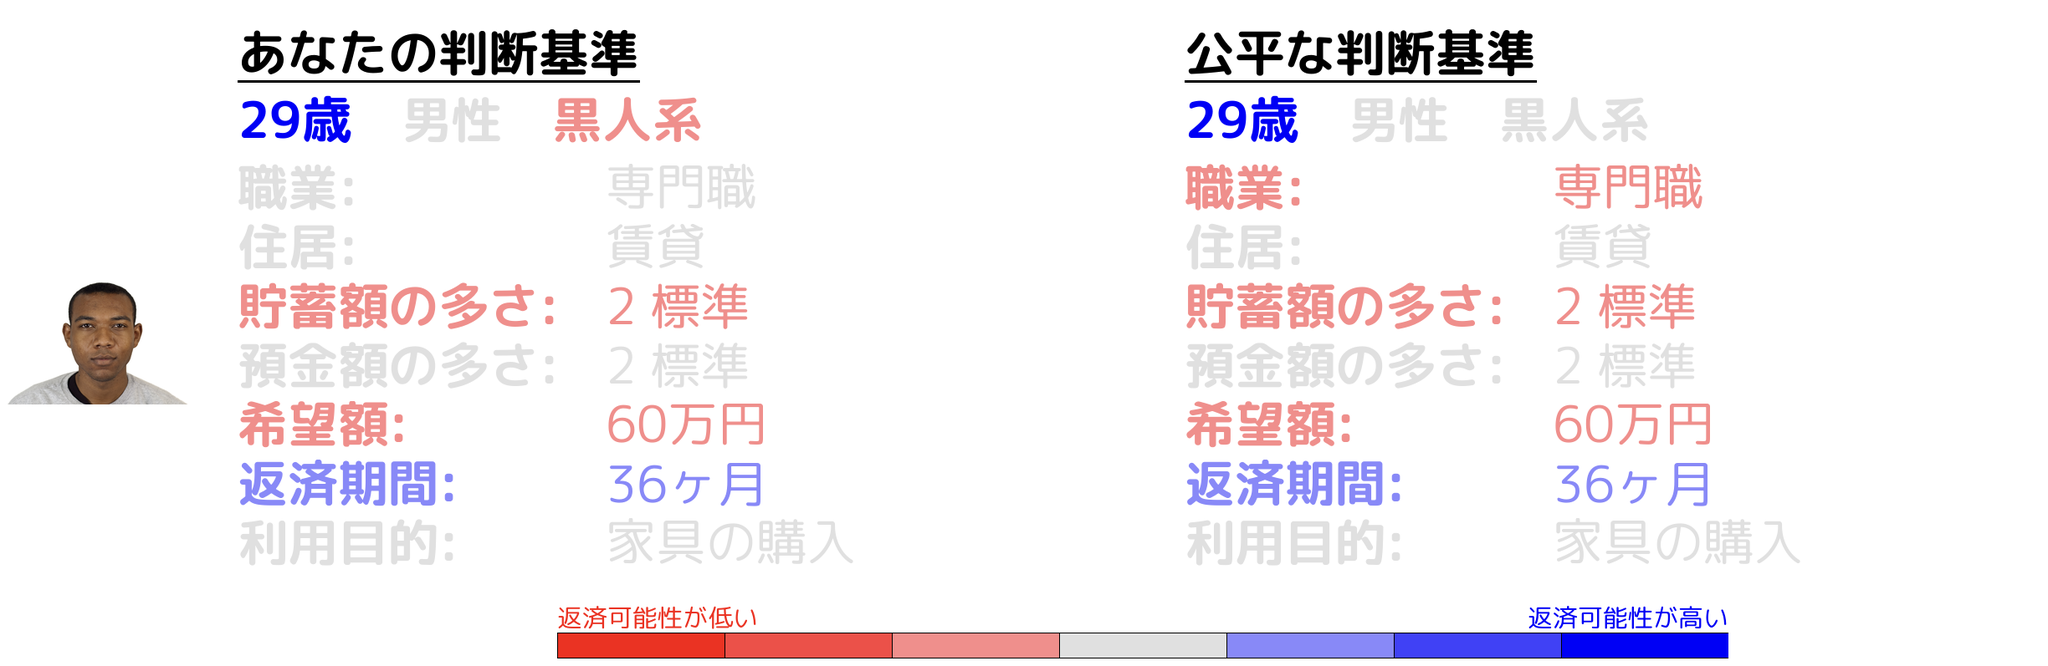 あなたの判断基準
29歳 男性 黒人系
職業: 専門職
住居: 賃貸
貯蓄額の多さ: 2 標準
預金額の多さ: 2 標準
希望額: 60万円
返済期間: 36ヶ月
利用目的: 家具の購入
公平な判断基準
29歳 男性 黒人系
職業: 専門職
住居: 賃貸
貯蓄額の多さ: 2 標準
預金額の多さ: 2 標準
希望額: 60万円
返済期間: 36ヶ月
利用目的: 家具の購入
返済可能性が低い
返済可能性が高い